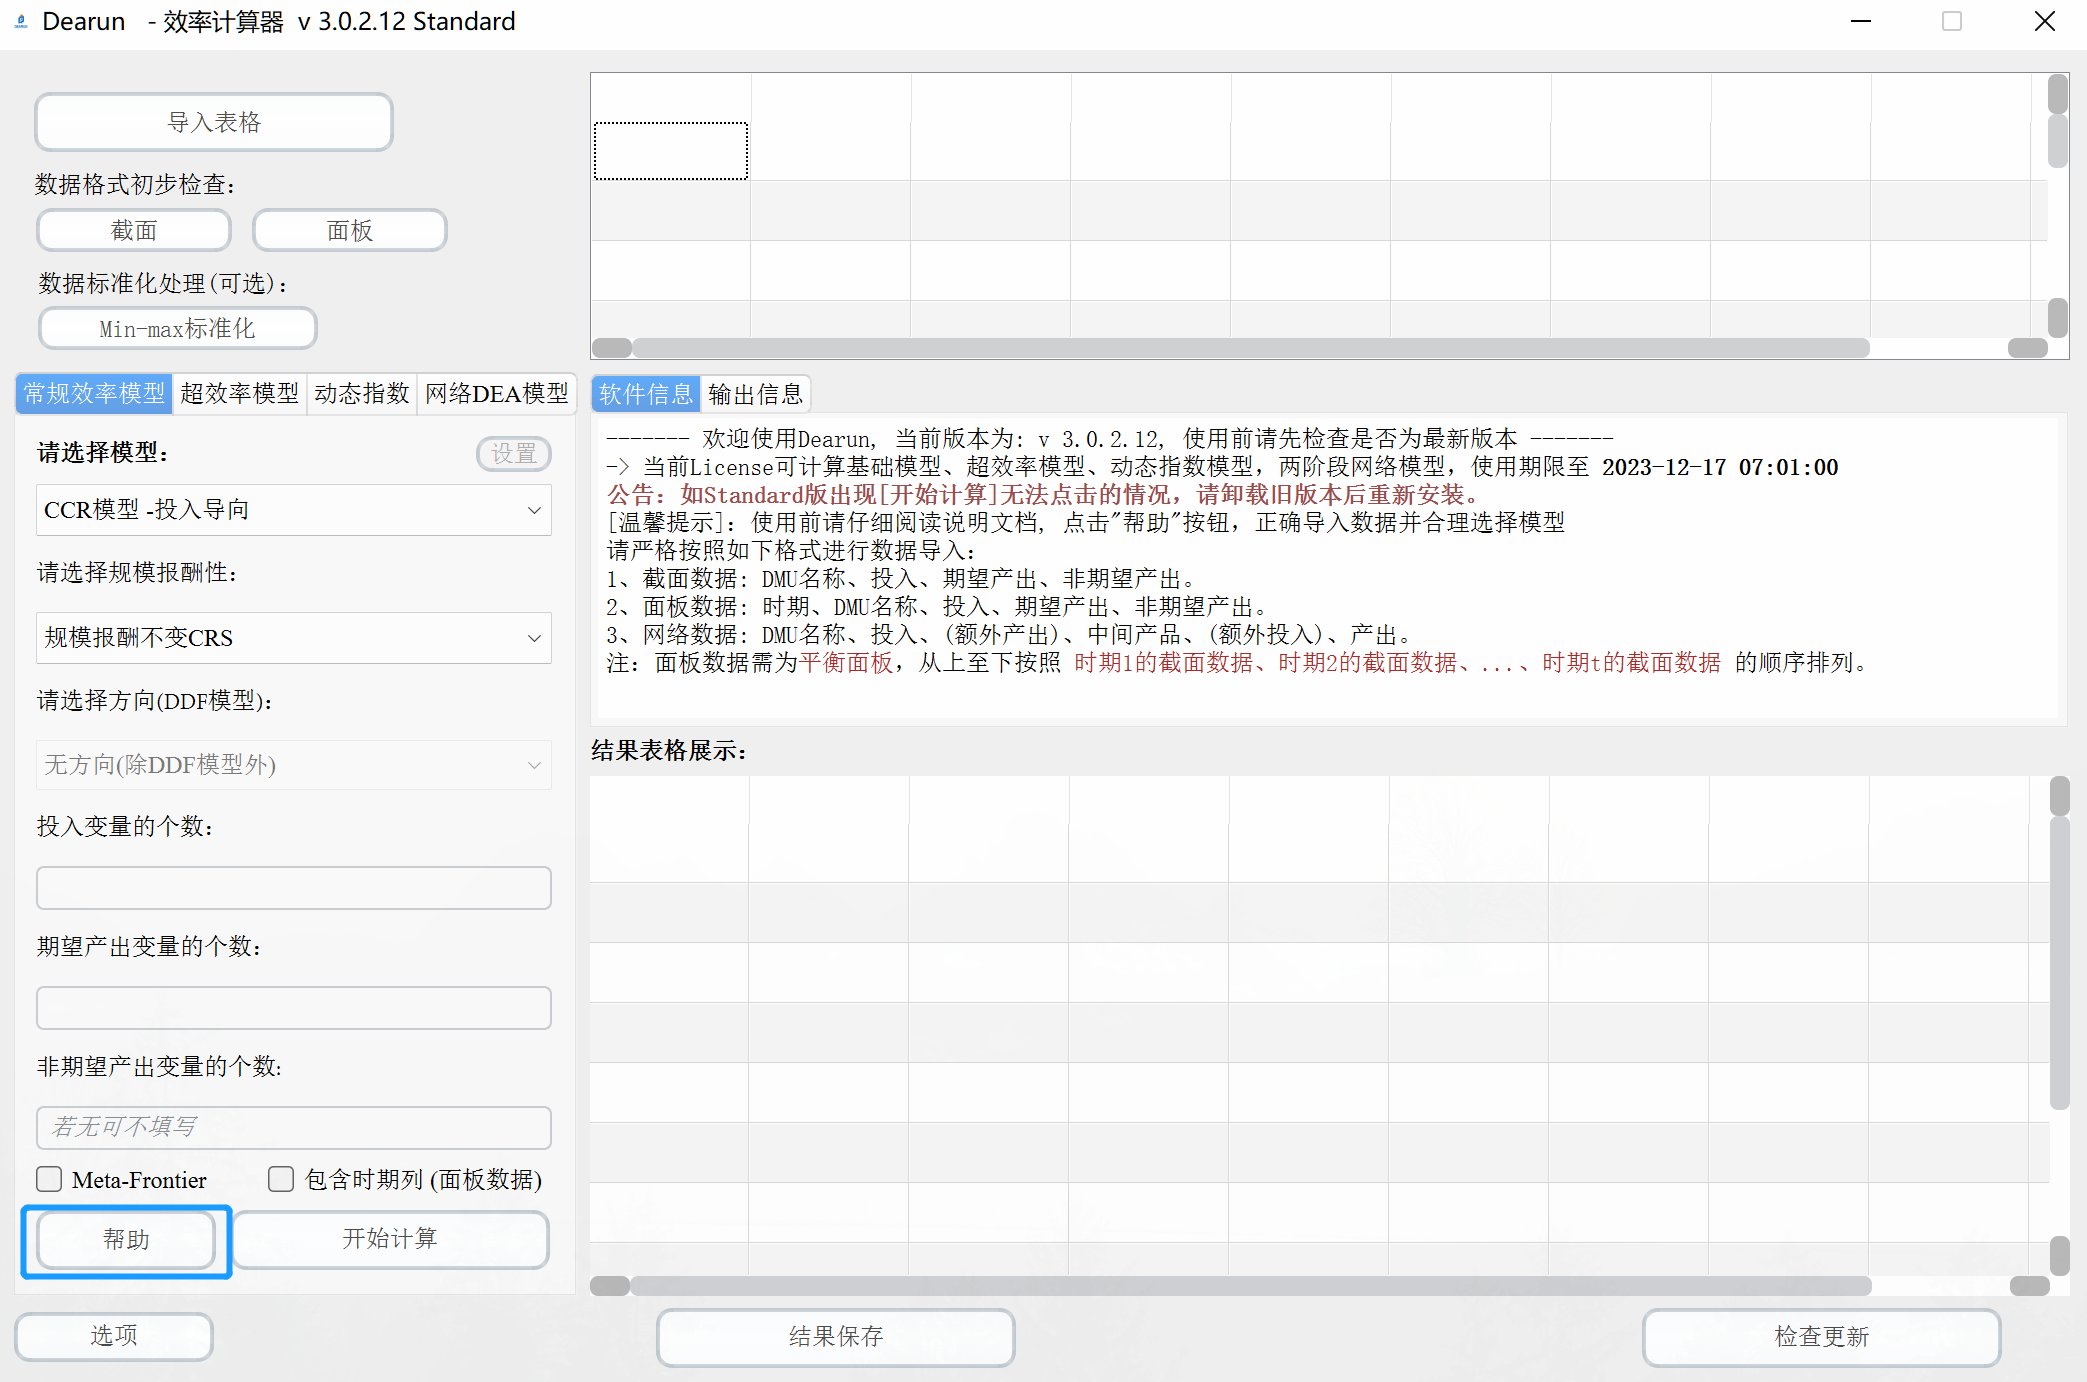 Dearun - 效率计算器 v 3.0.2.12 Standard
导入表格
数据格式初步检查：
截面
面板
数据标准化处理(可选)：
Min-max标准化
常规效率模型
超效率模型
动态指数
网络DEA模型
请选择模型：
设置
CCR模型 -投入导向
请选择规模报酬性：
规模报酬不变CRS
请选择方向(DDF模型)：
无方向(除DDF模型外)
投入变量的个数：
期望产出变量的个数：
非期望产出变量的个数:
若无可不填写
Meta-Frontier
包含时期列 (面板数据)
帮助
开始计算
选项
软件信息
输出信息
------- 欢迎使用Dearun, 当前版本为: v 3.0.2.12, 使用前请先检查是否为最新版本 -------
-> 当前License可计算基础模型、超效率模型、动态指数模型，两阶段网络模型，使用期限至 2023-12-17 07:01:00
公告：如Standard版出现[开始计算]无法点击的情况，请卸载旧版本后重新安装。
[温馨提示]：使用前请仔细阅读说明文档, 点击"帮助"按钮，正确导入数据并合理选择模型
请严格按照如下格式进行数据导入：
1、截面数据: DMU名称、投入、期望产出、非期望产出。
2、面板数据: 时期、DMU名称、投入、期望产出、非期望产出。
3、网络数据: DMU名称、投入、(额外产出)、中间产品、(额外投入)、产出。
注：面板数据需为平衡面板，从上至下按照 时期1的截面数据、时期2的截面数据、...、时期t的截面数据 的顺序排列。
结果表格展示：
结果保存
检查更新